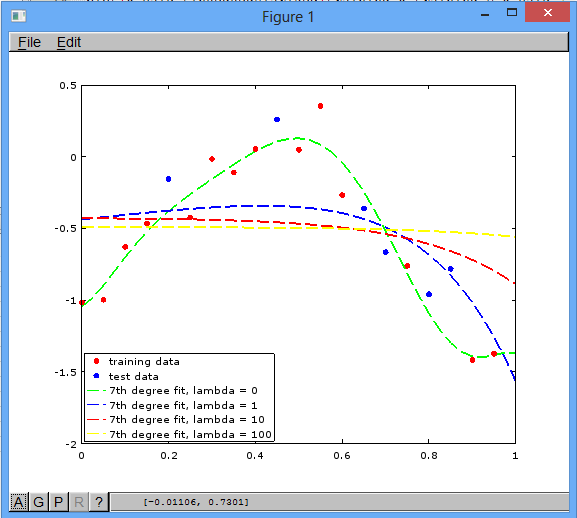 Figure 1
File Edit
0.5
0
-0.5
-1
-1.5
-2
training data
test data
7th degree fit, lambda = 0
7th degree fit, lambda = 1
7th degree fit, lambda = 10
7th degree fit, lambda = 100
0 0.2 0.4 0.6 0.8 1
A G P R ? [-0.01106, 0.7301]